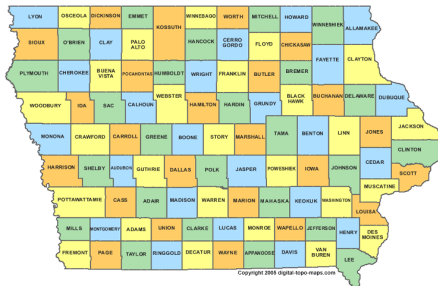 LYON
OSCEOLA
DICKINSON
EMMET
KOSSUTH
WINNEBAGO
WORTH
MITCHELL
HOWARD
WINNESHIEK
ALLAMAKEE
SIOUX
O'BRIEN
CLAY
PALO
ALTO
HANCOCK
CERRO
GORDO
FLOYD
CHICKASAW
FAYETTE
CLAYTON
PLYMOUTH
CHEROKEE
BUENA
VISTA
POCAHONTAS
HUMBOLDT
WRIGHT
FRANKLIN
BUTLER
BREMER
WOODBURY
IDA
SAC
CALHOUN
WEBSTER
HAMILTON
HARDIN
GRUNDY
BLACK
HAWK
BUCHANAN
DELAWARE
DUBUQUE
MONONA
CRAWFORD
CARROLL
GREENE
BOONE
STORY
MARSHALL
TAMA
BENTON
LINN
JONES
JACKSON
CLINTON
HARRISON
SHELBY
AUDUBON
GUTHRIE
DALLAS
POLK
JASPER
POWESHIEK
IOWA
JOHNSON
CEDAR
SCOTT
MUSCATINE
POTTAWATTAMIE
CASS
ADAIR
MADISON
WARREN
MARION
MAHASKA
KEOKUK
WASHINGTON
LOUISA
MILLS
MONTGOMERY
ADAMS
UNION
CLARKE
LUCAS
MONROE
WAPELLO
JEFFERSON
HENRY
DES
MOINES
FREMONT
PAGE
TAYLOR
RINGGOLD
DECATUR
WAYNE
APPANOOSE
DAVIS
VAN
BUREN
LEE
Copyright 2005 digital-topo-maps.com